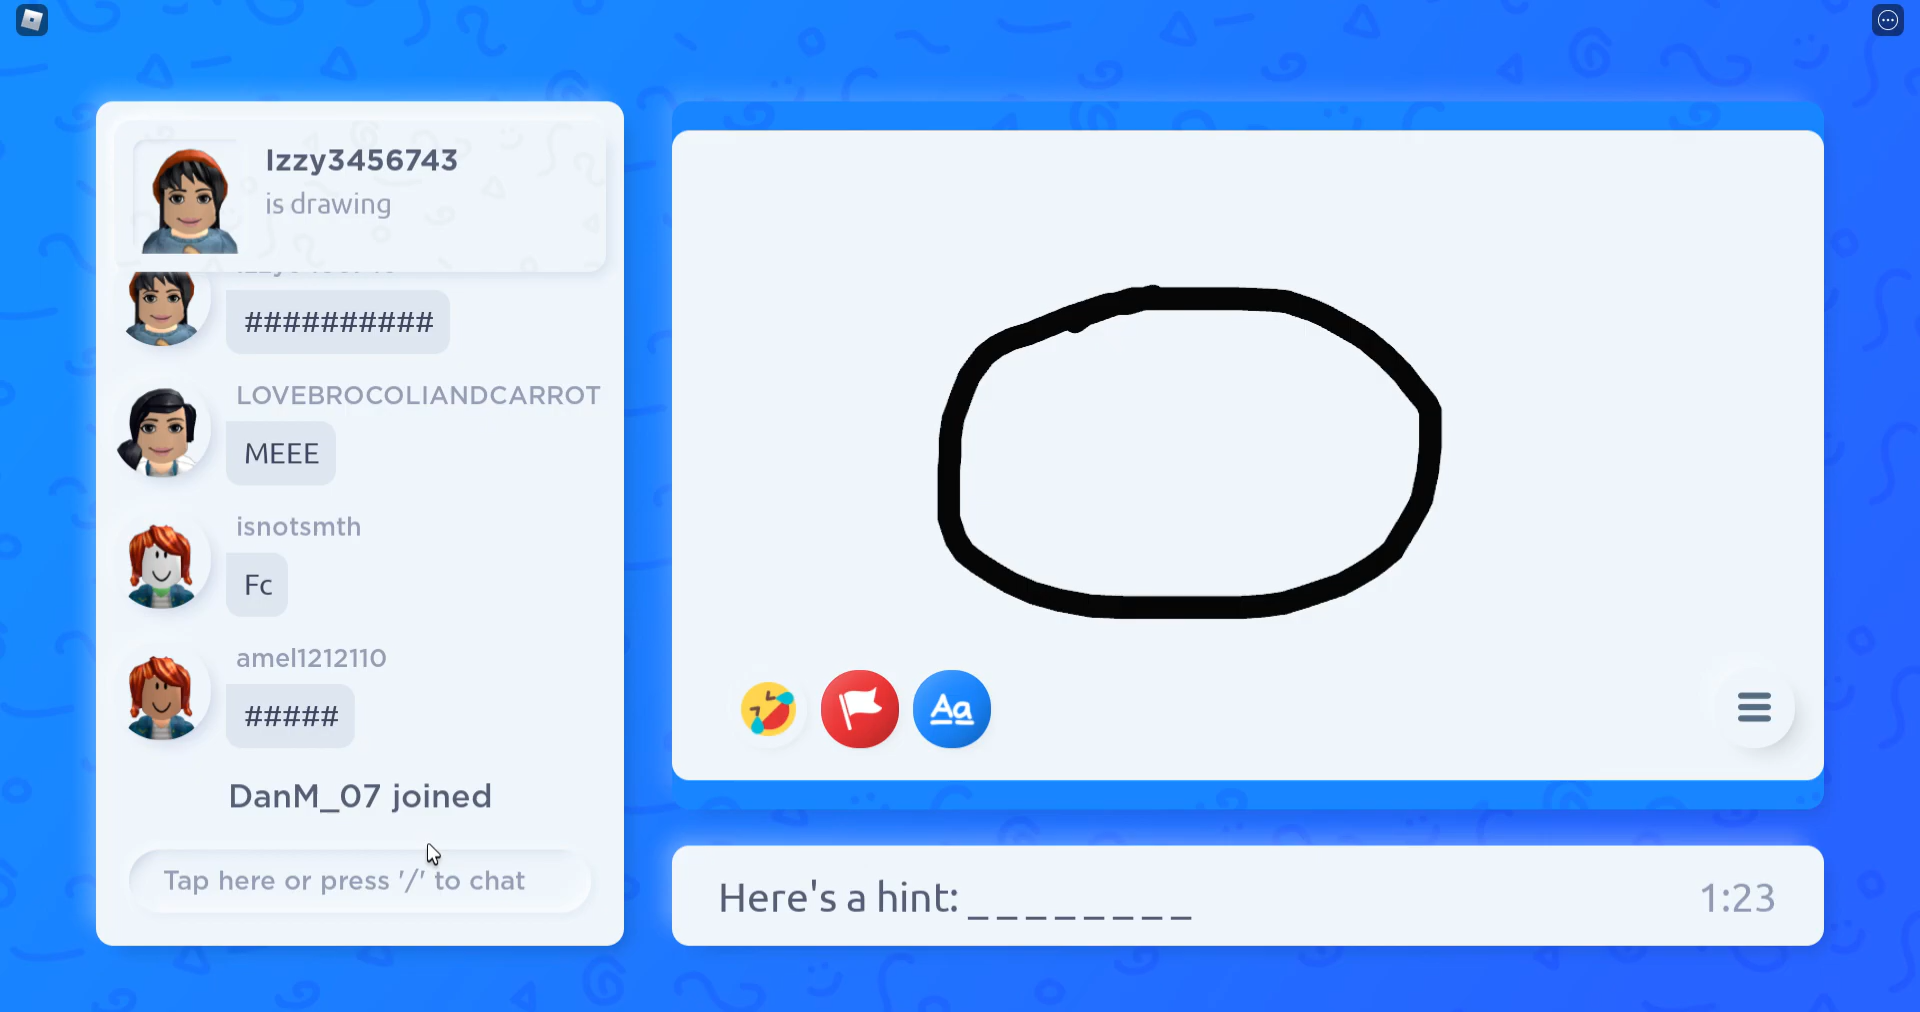 Izzy3456743
is drawing
##########
LOVEBROCOLIANDCARROT
MEEE
isnotsmth
Fc
amel1212110
#####
DanM_07 joined
Tap here or press '/' to chat
Aa
Here's a hint: _ _ _ _ _ _ _ _
1:23